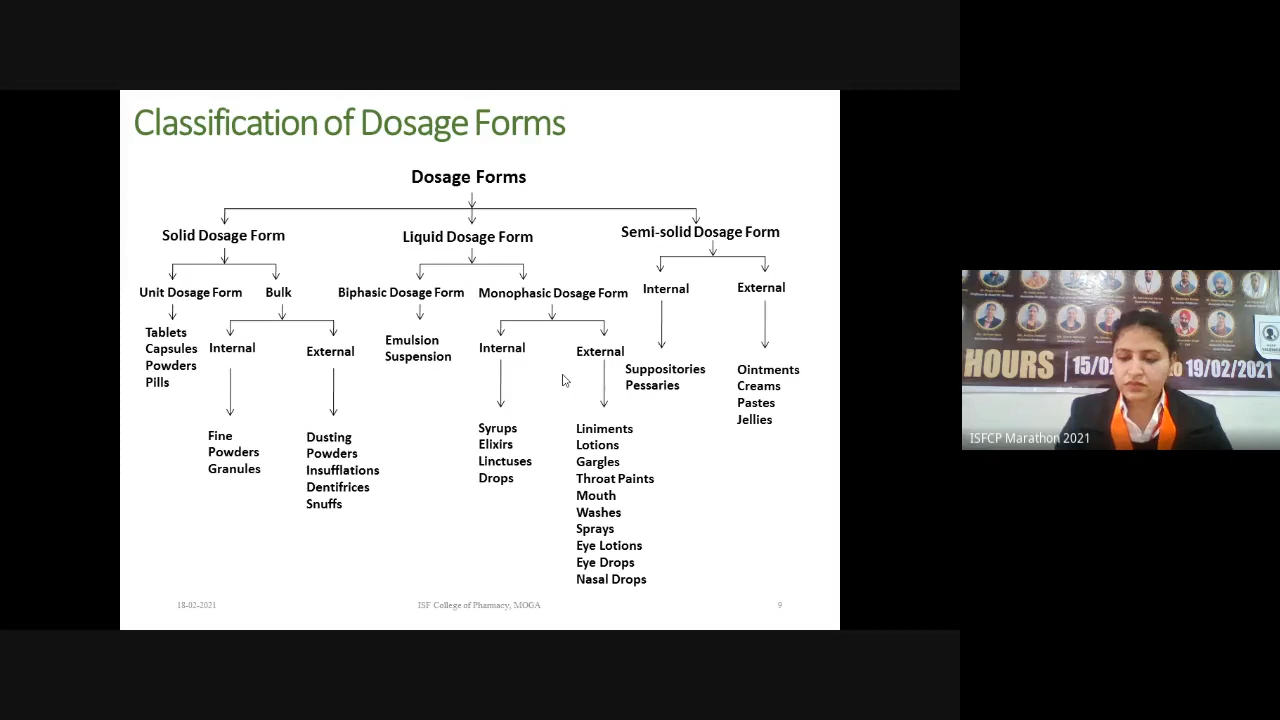 Classification of Dosage Forms
Dosage Forms
Solid Dosage Form
Liquid Dosage Form
Semi-solid Dosage Form
Unit Dosage Form
Bulk
Biphasic Dosage Form
Monophasic Dosage Form
Internal
External
Tablets
Capsules
Powders
Pills
Internal
External
Emulsion
Suspension
Internal
External
Suppositories
Pessaries
Ointments
Creams
Pastes
Jellies
Fine
Powders
Granules
Dusting
Powders
Insufflations
Dentifrices
Snuffs
Syrups
Elixirs
Linctuses
Drops
Liniments
Lotions
Gargles
Throat Paints
Mouth
Washes
Sprays
Eye Lotions
Eye Drops
Nasal Drops
18-02-2021
ISF College of Pharmacy, MOGA
9
HOURS
15/02
to 19/02/2021
ISFCP Marathon 2021